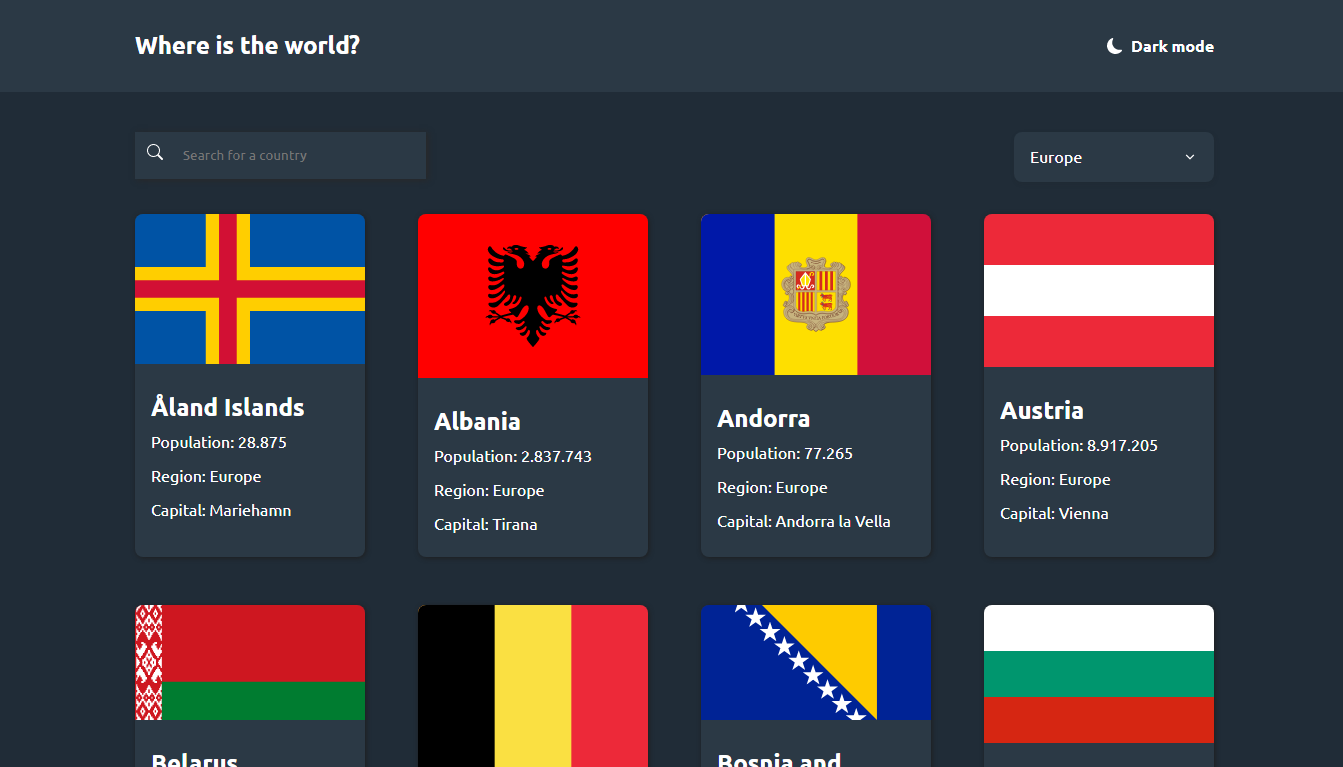 Where is the world?
Dark mode
Search for a country
Europe
Åland Islands
Population: 28.875
Region: Europe
Capital: Mariehamn
Albania
Population: 2.837.743
Region: Europe
Capital: Tirana
Andorra
Population: 77.265
Region: Europe
Capital: Andorra la Vella
Austria
Population: 8.917.205
Region: Europe
Capital: Vienna
Belarus
Bosnia and